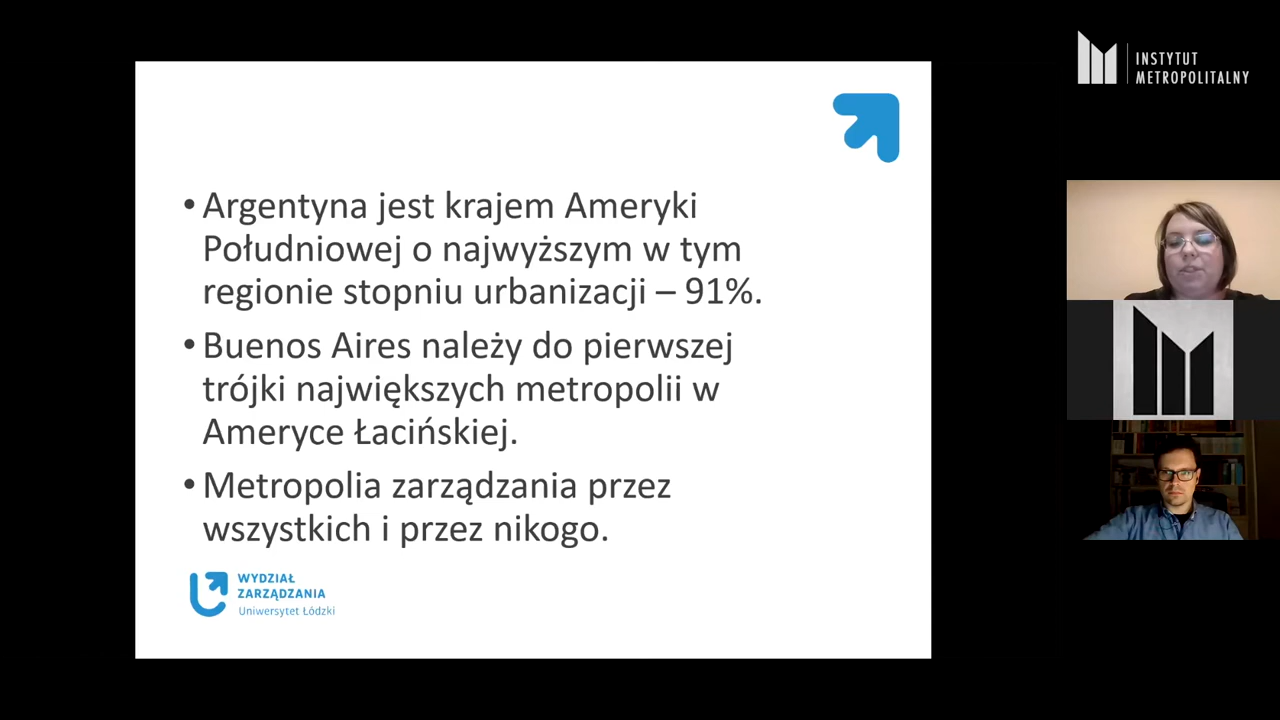 INSTYTUT
METROPOLITALNY
• Argentyna jest krajem Ameryki
Południowej o najwyższym w tym
regionie stopniu urbanizacji – 91%.
• Buenos Aires należy do pierwszej
trójki największych metropolii w
Ameryce Łacińskiej.
• Metropolia zarządzania przez
wszystkich i przez nikogo.
WYDZIAŁ
ZARZĄDZANIA
Uniwersytet Łódzki